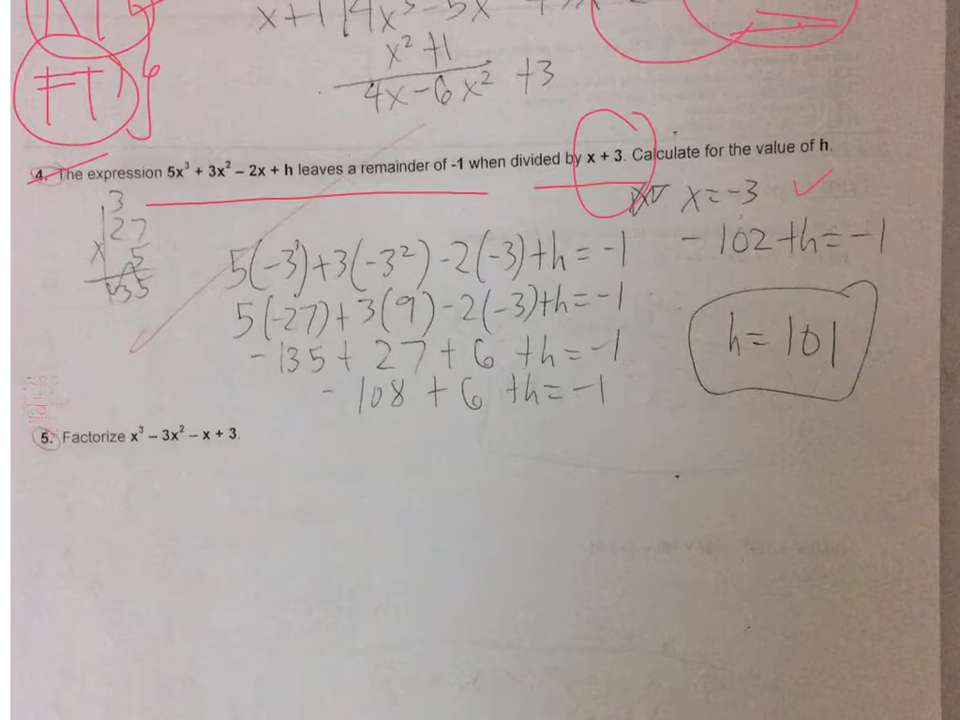 x+1 4x³ - 5x
x² +1
4x-6x² +3
4. The expression 5x³ + 3x² – 2x + h leaves a remainder of -1 when divided by x + 3. Calculate for the value of h.
x=-3
3
27
x 5
135
5(-3³)+3(-3²)-2(-3)+h=-1
-102+h=-1
5(-27)+3(9)-2(-3)+h=-1
h=101
-135+27+6+h=-1
-108+6+h=-1
5. Factorize x³ – 3x² – x + 3.